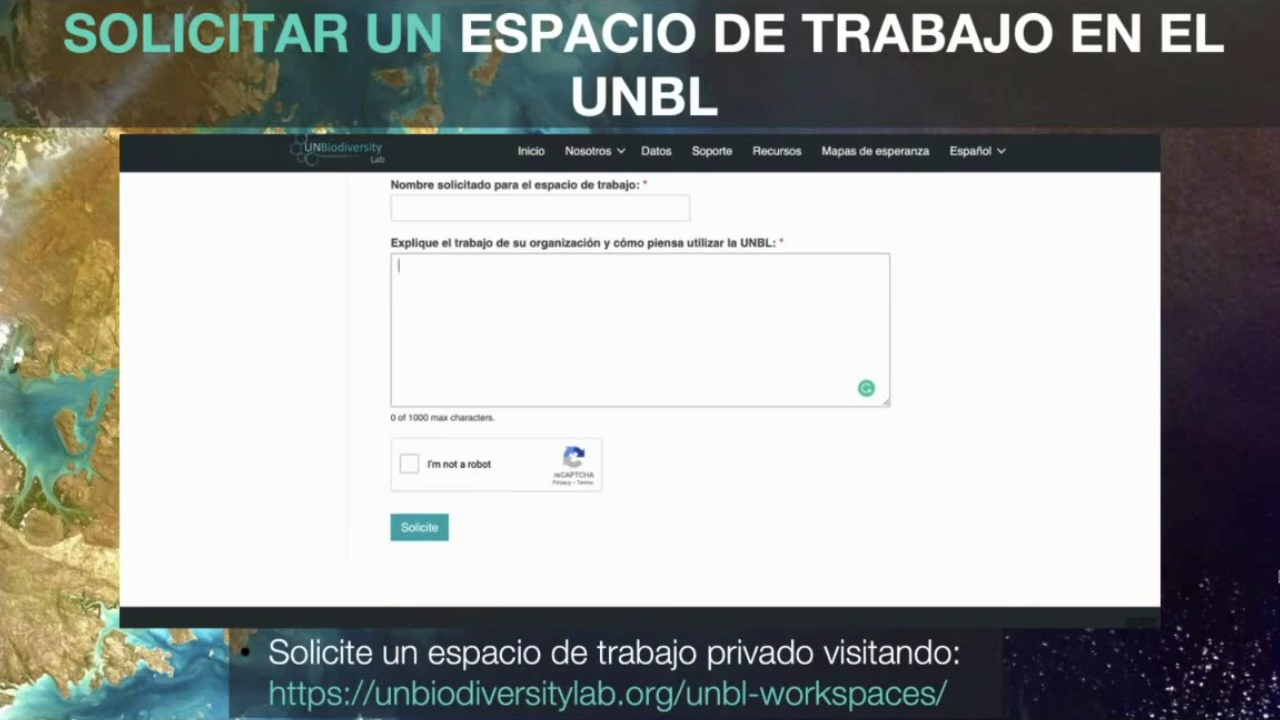 SOLICITAR UN ESPACIO DE TRABAJO EN EL
UNBL
UNBiodiversity
Lab
Inicio
Nosotros
Datos
Soporte
Recursos
Mapas de esperanza
Español
Nombre solicitado para el espacio de trabajo: *
Explique el trabajo de su organización y cómo piensa utilizar la UNBL: *
0 of 1000 max characters.
I'm not a robot
reCAPTCHA
Privacy - Terms
Solicite
• Solicite un espacio de trabajo privado visitando:
https://unbiodiversitylab.org/unbl-workspaces/